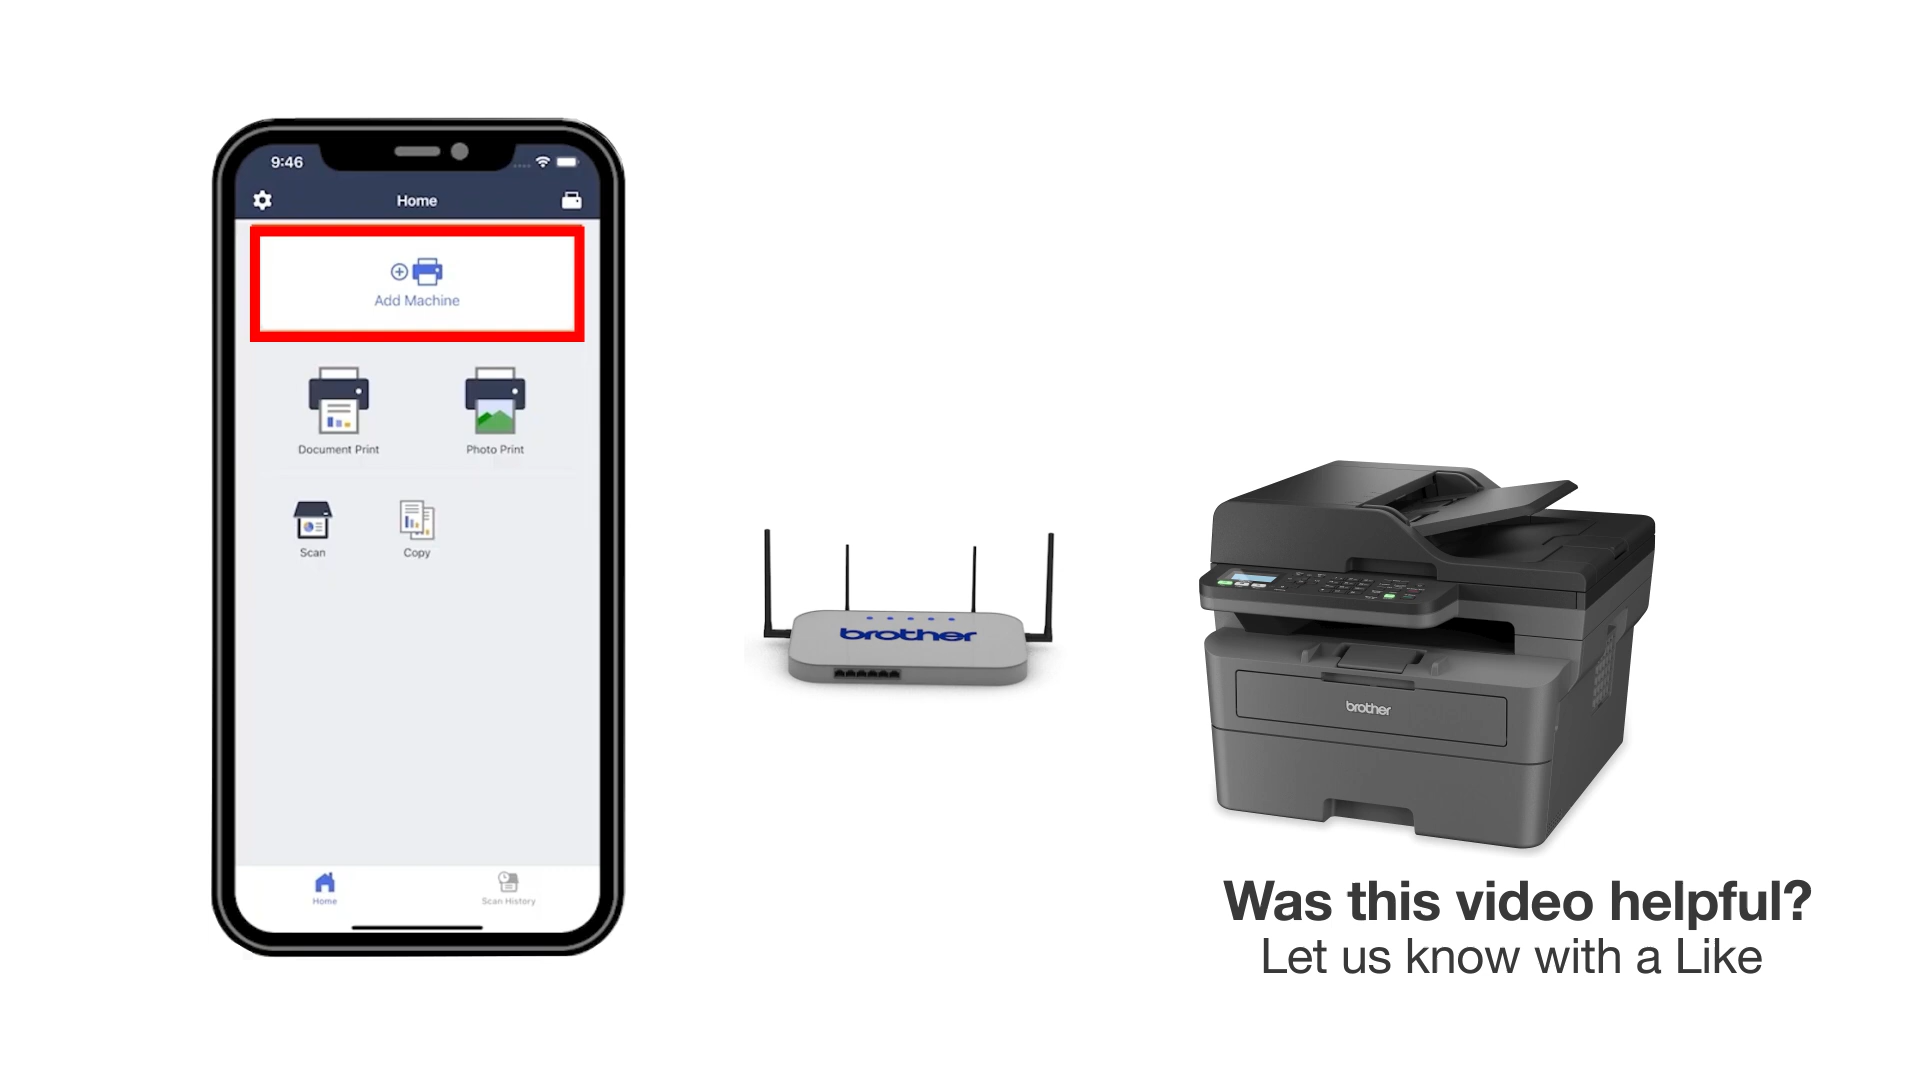 9:46
Home
Add Machine
Document Print
Photo Print
Scan
Copy
Home
Scan History
brother
brother
Was this video helpful?
Let us know with a Like